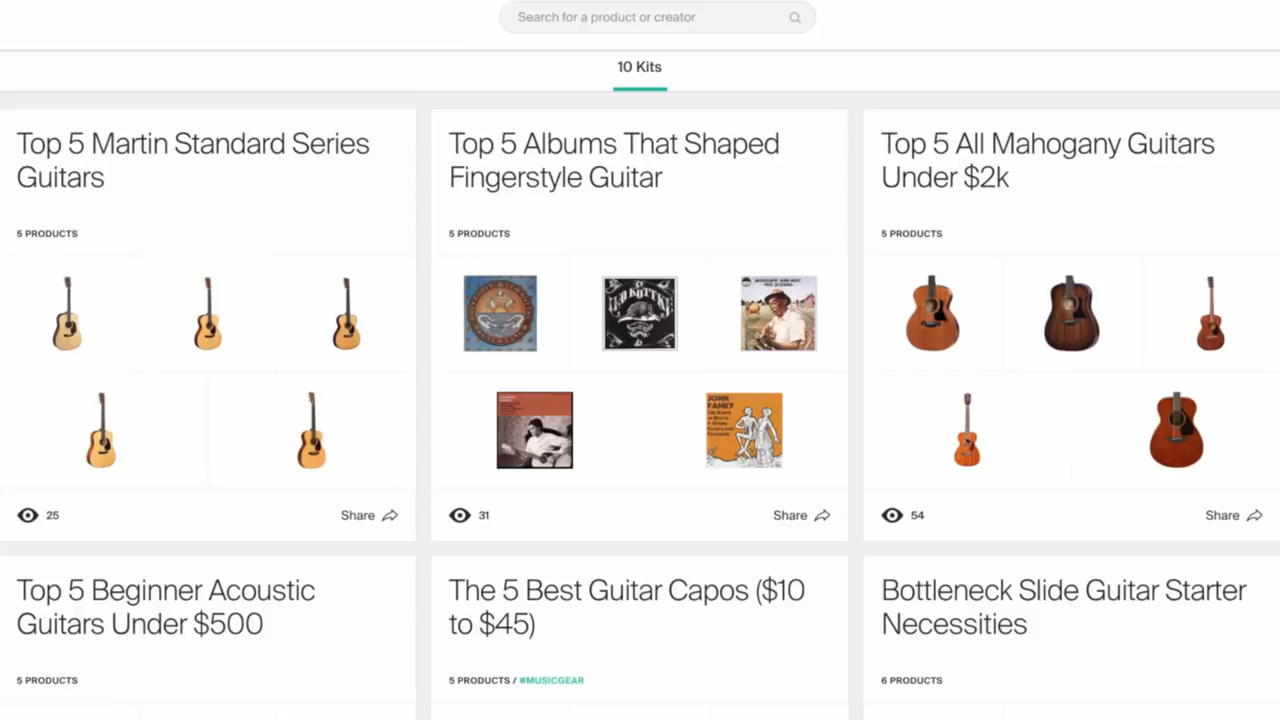 Search for a product or creator
10 Kits
Top 5 Martin Standard Series
Guitars
5 PRODUCTS
25
Share
Top 5 Albums That Shaped
Fingerstyle Guitar
5 PRODUCTS
JOHN
FAHEY
31
Share
Top 5 All Mahogany Guitars
Under $2k
5 PRODUCTS
54
Share
Top 5 Beginner Acoustic
Guitars Under $500
5 PRODUCTS
The 5 Best Guitar Capos ($10
to $45)
5 PRODUCTS / #MUSICGEAR
Bottleneck Slide Guitar Starter
Necessities
6 PRODUCTS